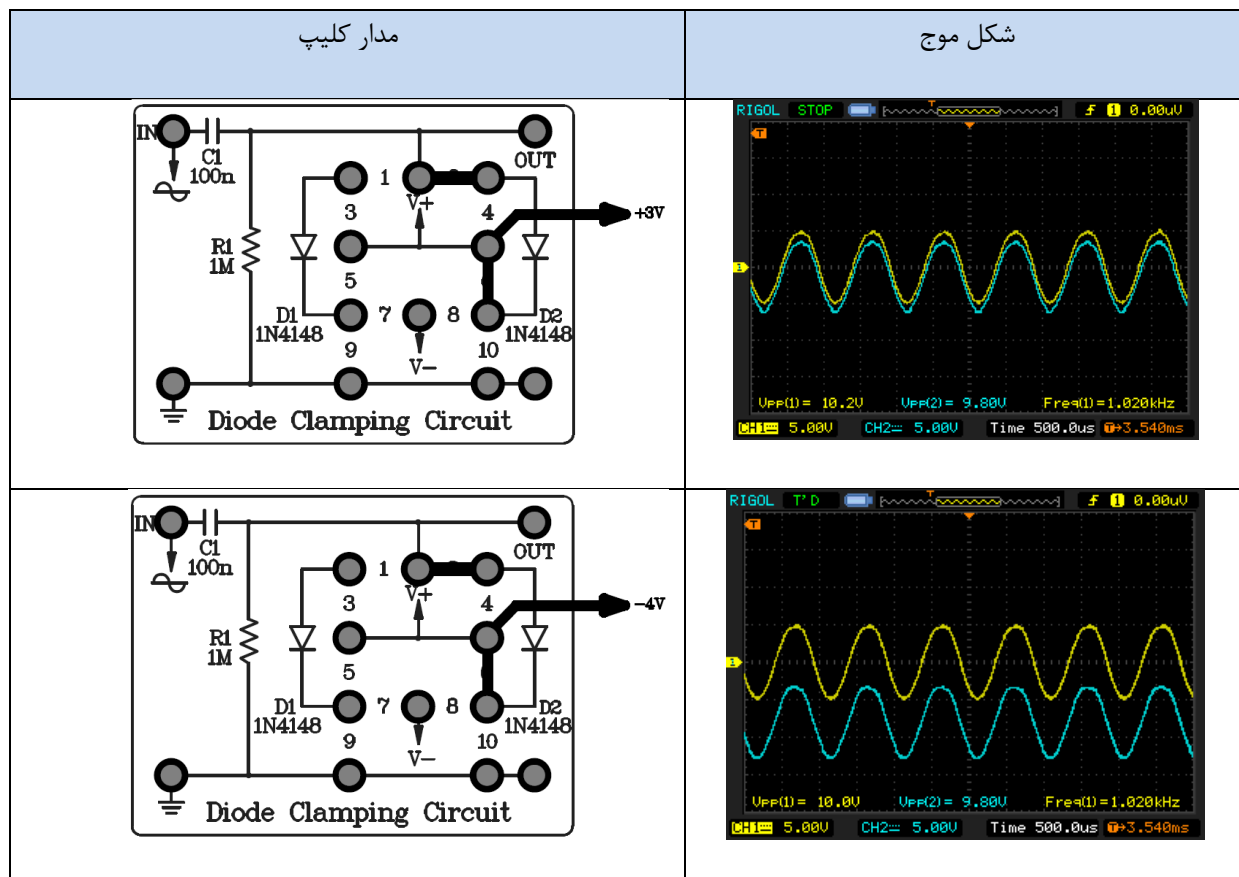 مدار کلیپ
شکل موج
IN
C1
100n
OUT
1
V+
3
4
+3V
R1
1M
5
D1
1N4148
7
8
D2
1N4148
9
V−
10
Diode Clamping Circuit
RIGOL STOP T 1 0.00uV
T
1
Vpp(1)= 10.2V Vpp(2)= 9.80V Freq(1)=1.020kHz
CH1 5.00V CH2 5.00V Time 500.0us T→3.540ms
IN
C1
100n
OUT
1
V+
3
4
−4V
R1
1M
5
D1
1N4148
7
8
D2
1N4148
9
V−
10
Diode Clamping Circuit
RIGOL T'D T 1 0.00uV
T
1
Vpp(1)= 10.0V Vpp(2)= 9.80V Freq(1)=1.020kHz
CH1 5.00V CH2 5.00V Time 500.0us T→3.540ms